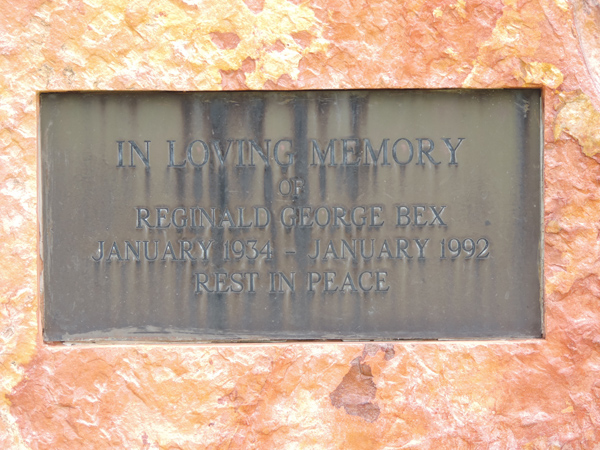 IN LOVING MEMORY
OF
REGINALD GEORGE BEX
JANUARY 1934 - JANUARY 1992
REST IN PEACE